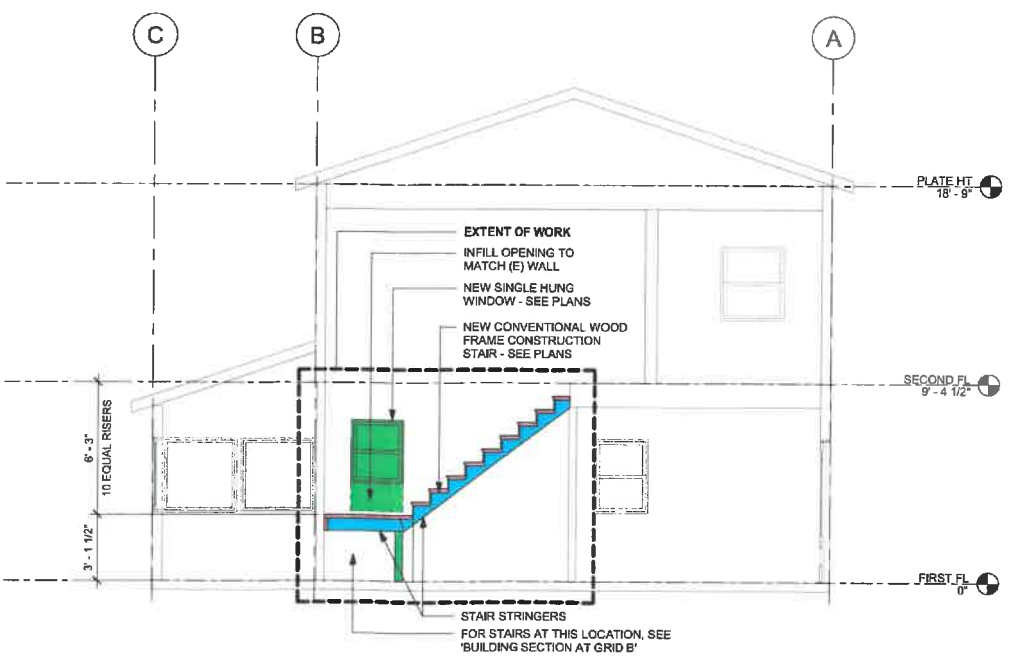 C
B
A
PLATE HT
18' - 9"
EXTENT OF WORK
INFILL OPENING TO
MATCH (E) WALL
NEW SINGLE HUNG
WINDOW - SEE PLANS
NEW CONVENTIONAL WOOD
FRAME CONSTRUCTION
STAIR - SEE PLANS
SECOND FL
9' - 4 1/2"
6' - 3"
10 EQUAL RISERS
3' - 1 1/2"
FIRST FL
0"
STAIR STRINGERS
FOR STAIRS AT THIS LOCATION, SEE
'BUILDING SECTION AT GRID B'